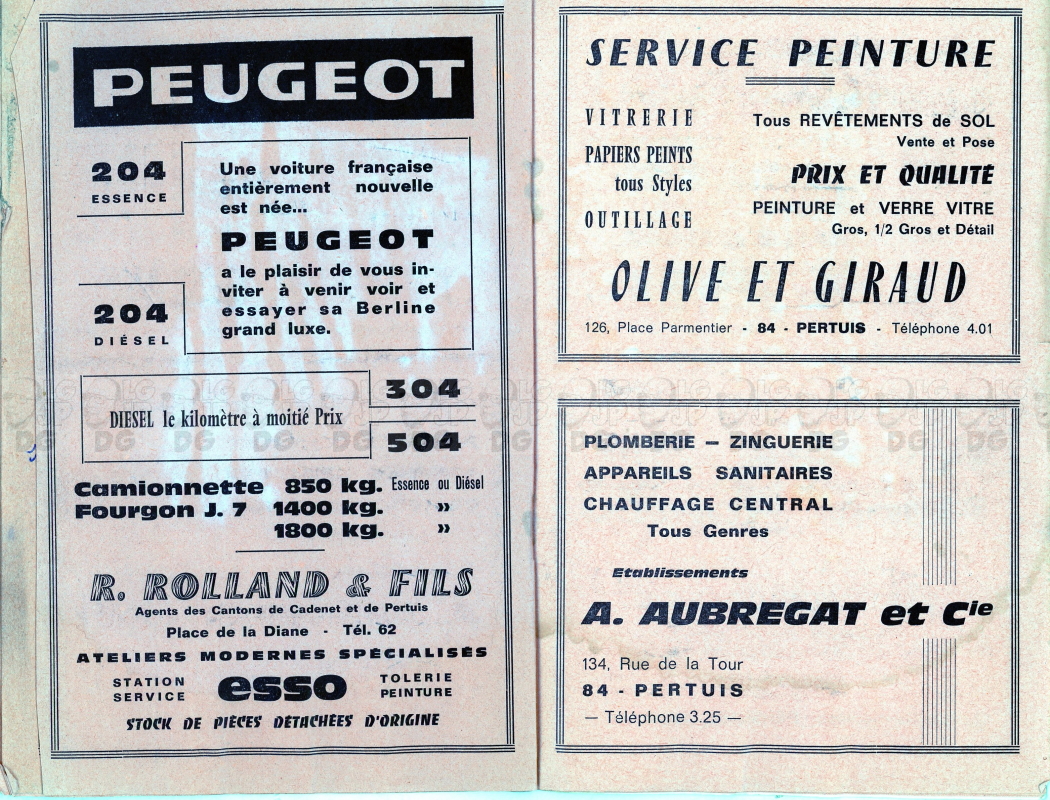 PEUGEOT
204
ESSENCE
Une voiture française
entièrement nouvelle
est née...
PEUGEOT
a le plaisir de vous in-
viter à venir voir et
essayer sa Berline
grand luxe.
204
DIÉSEL
DIESEL le kilomètre à moitié Prix
304
504
Camionnette 850 kg. Essence ou Diésel
Fourgon J. 7 1400 kg. »
1800 kg. »
R. ROLLAND & FILS
Agents des Cantons de Cadenet et de Pertuis
Place de la Diane - Tél. 62
ATELIERS MODERNES SPÉCIALISÉS
STATION
SERVICE
esso
TOLERIE
PEINTURE
STOCK DE PIÈCES DÉTACHÉES D'ORIGINE
SERVICE PEINTURE
VITRERIE
PAPIERS PEINTS
tous Styles
OUTILLAGE
Tous REVÊTEMENTS de SOL
Vente et Pose
PRIX ET QUALITÉ
PEINTURE et VERRE VITRE
Gros, 1/2 Gros et Détail
OLIVE ET GIRAUD
126, Place Parmentier - 84 - PERTUIS - Téléphone 4.01
PLOMBERIE — ZINGUERIE
APPAREILS SANITAIRES
CHAUFFAGE CENTRAL
Tous Genres
Etablissements
A. AUBREGAT et Cie
134, Rue de la Tour
84 - PERTUIS
— Téléphone 3.25 —